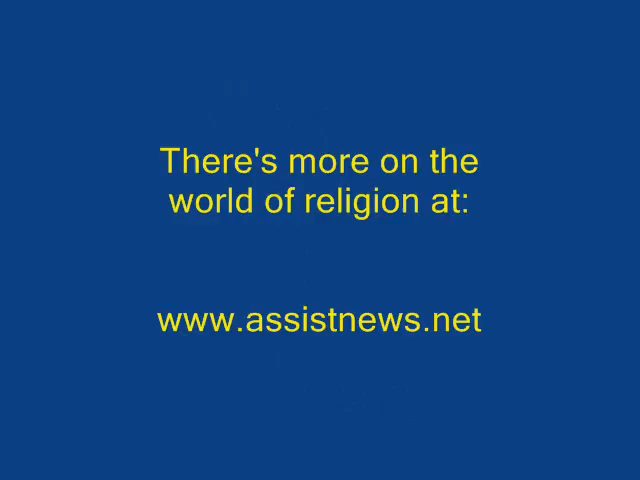 There's more on the
world of religion at:
www.assistnews.net